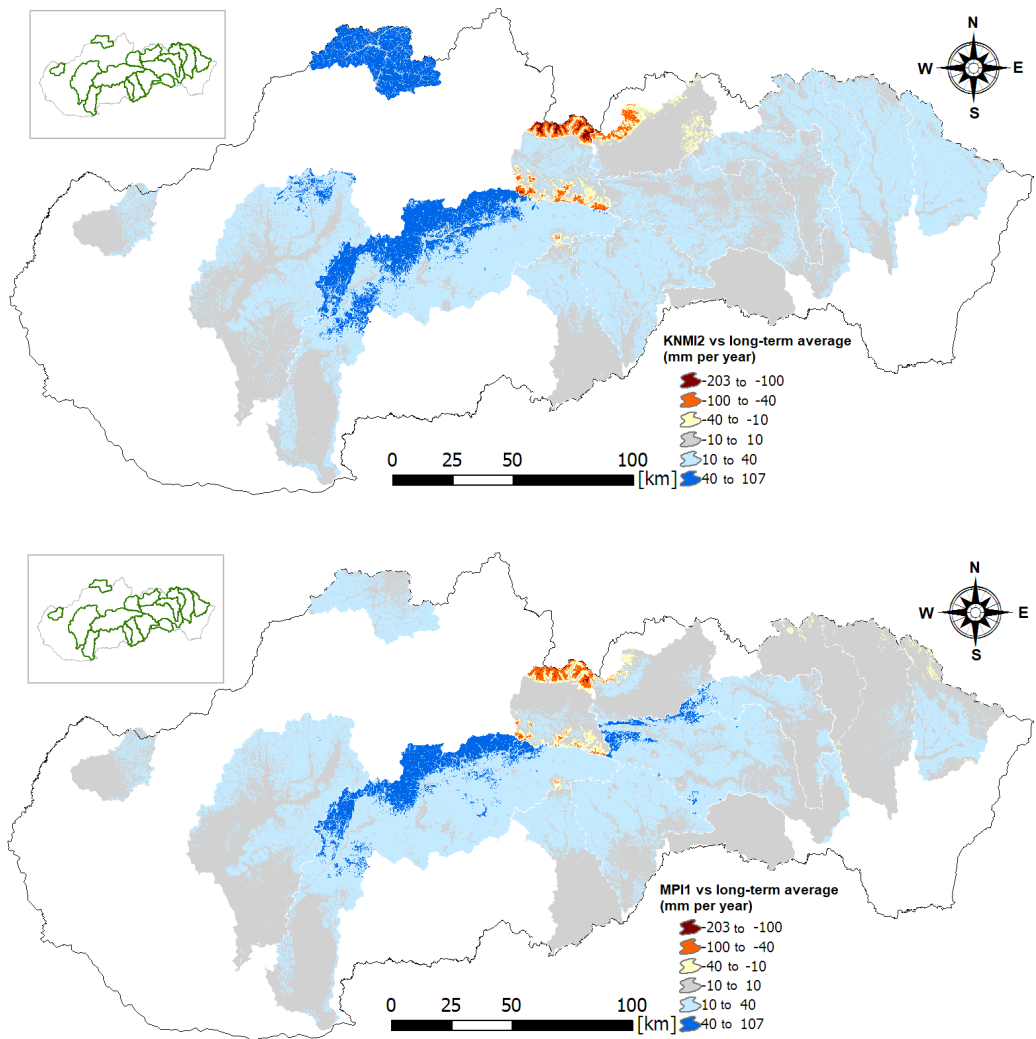 N
W E
S
KNMI2 vs long-term average
(mm per year)
-203 to -100
-100 to -40
-40 to -10
-10 to 10
10 to 40
40 to 107
0 25 50 100
[km]
N
W E
S
MPI1 vs long-term average
(mm per year)
-203 to -100
-100 to -40
-40 to -10
-10 to 10
10 to 40
40 to 107
0 25 50 100
[km]